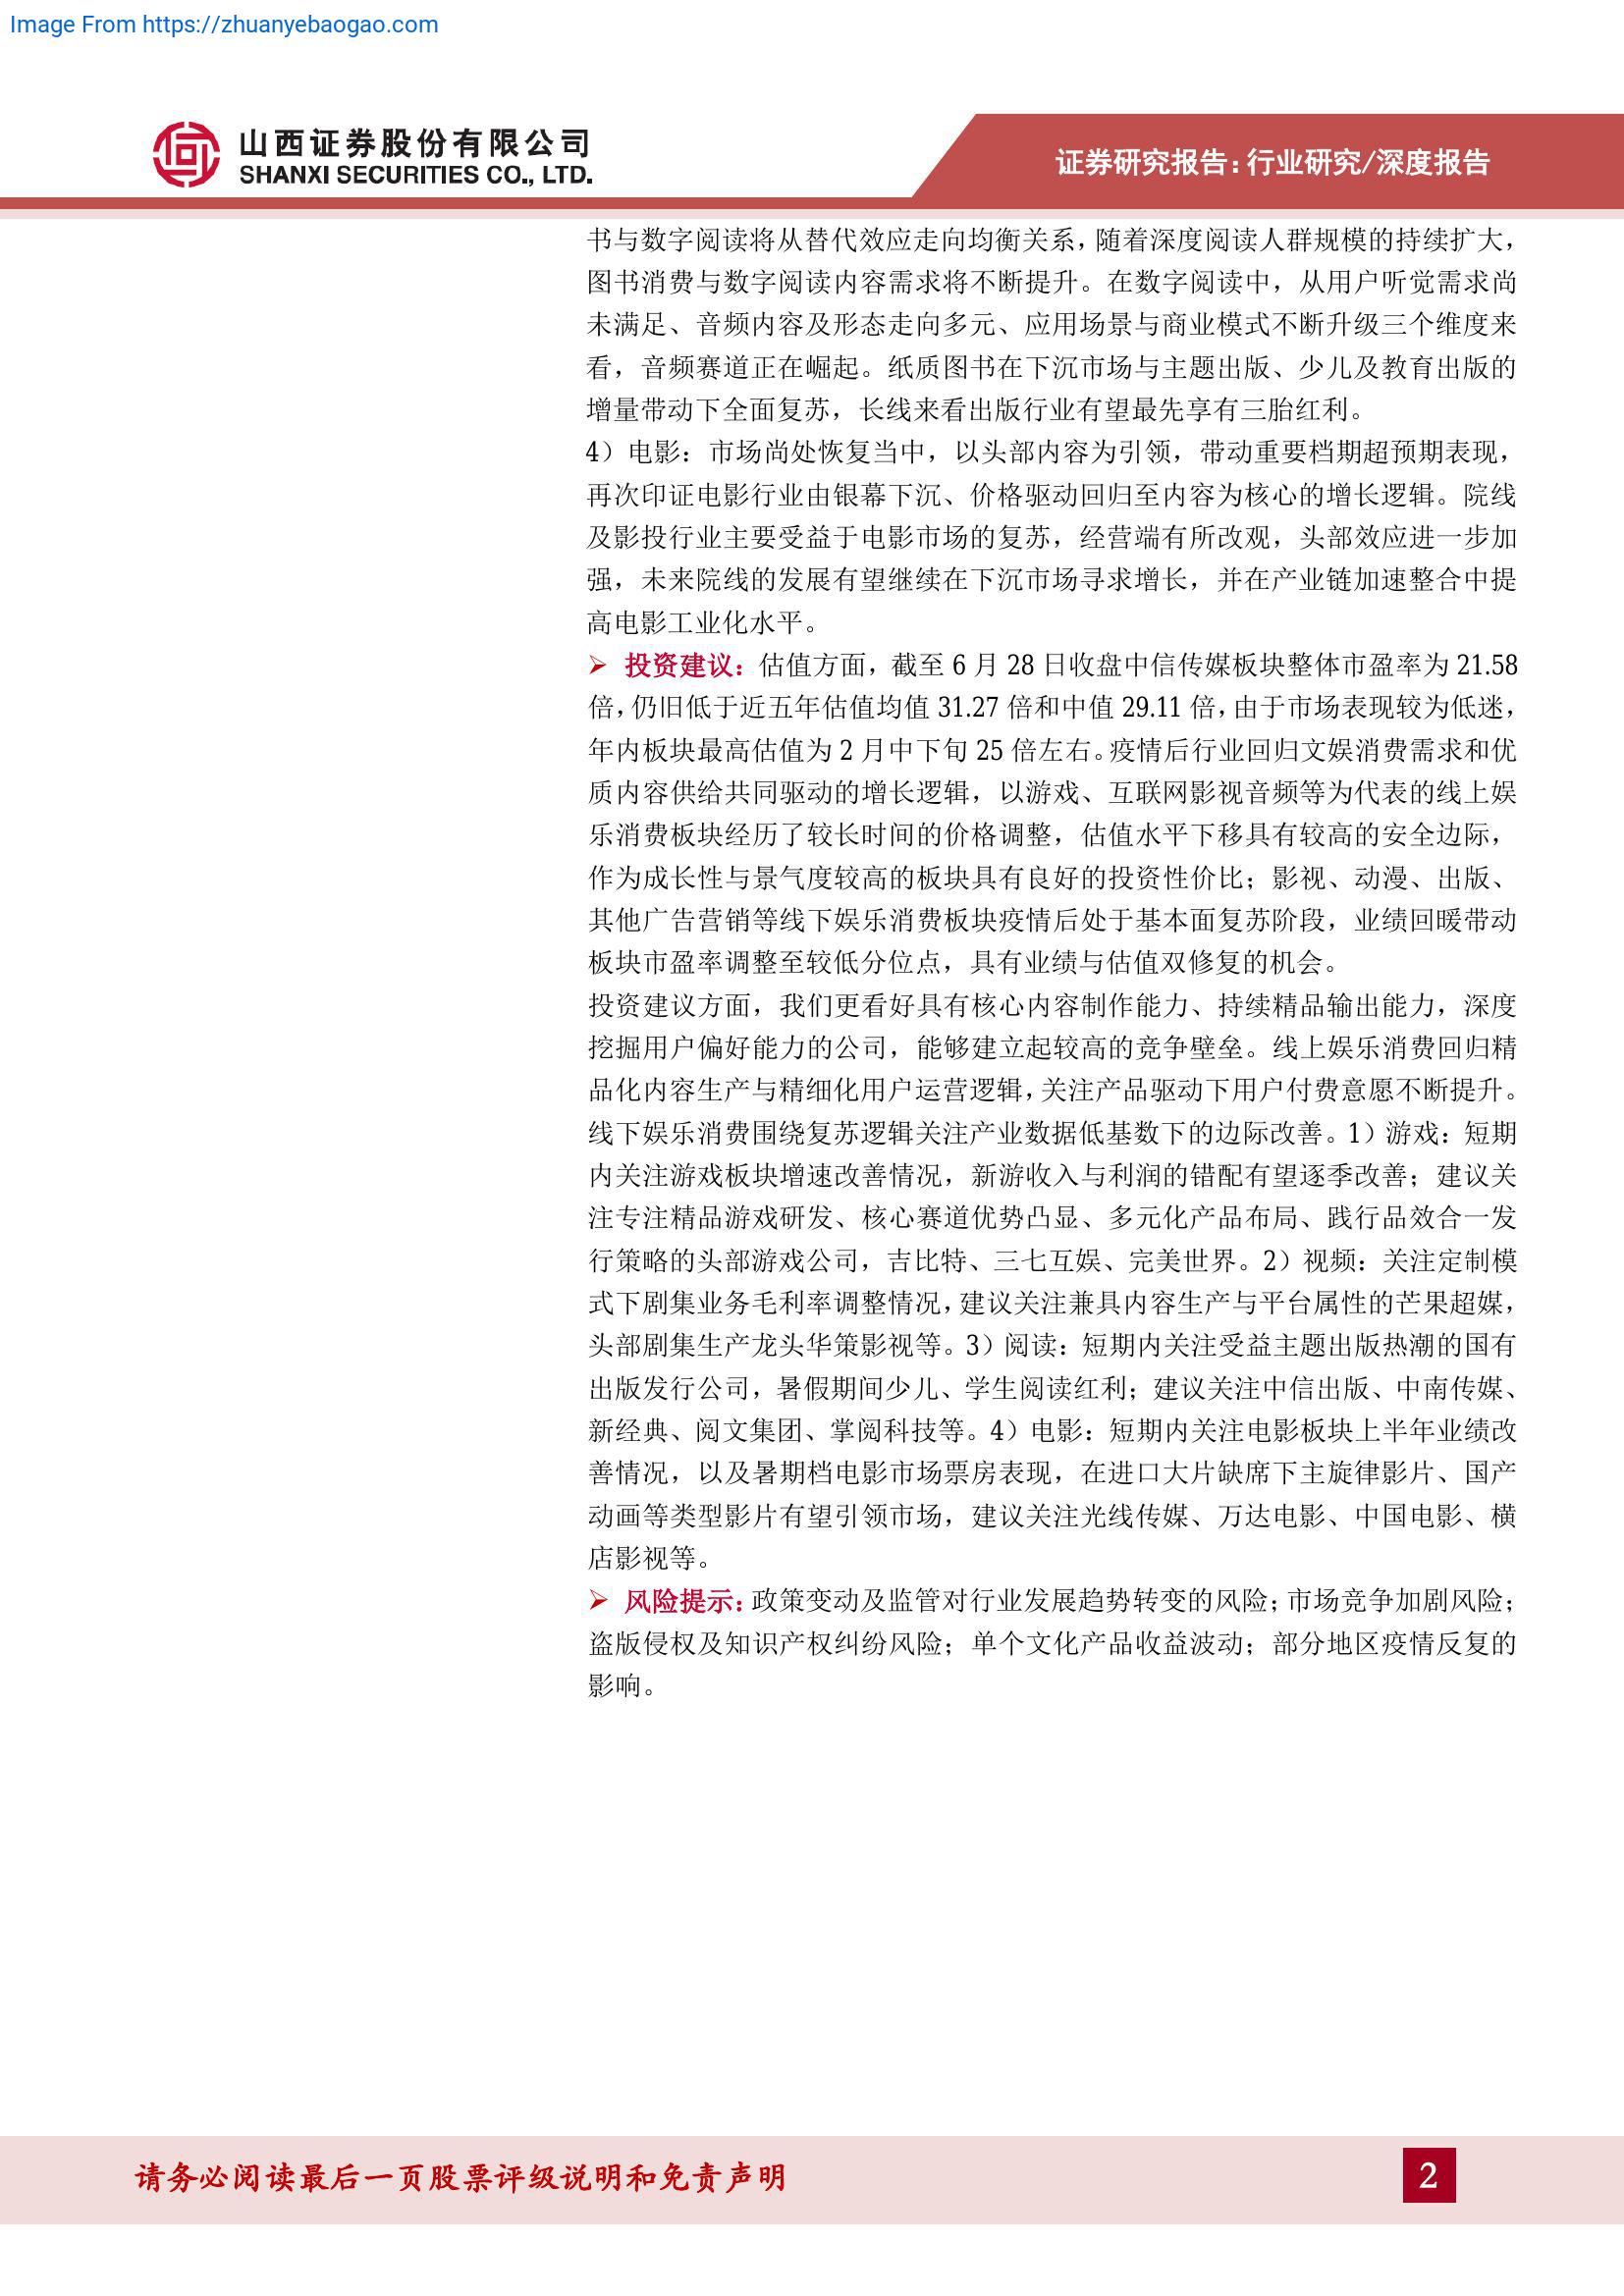 Image From https://zhuanyebaogao.com
山西证券股份有限公司
SHANXI SECURITIES CO., LTD.
证券研究报告：行业研究/深度报告
书与数字阅读将从替代效应走向均衡关系，随着深度阅读人群规模的持续扩大，
图书消费与数字阅读内容需求将不断提升。在数字阅读中，从用户听觉需求尚
未满足、音频内容及形态走向多元、应用场景与商业模式不断升级三个维度来
看，音频赛道正在崛起。纸质图书在下沉市场与主题出版、少儿及教育出版的
增量带动下全面复苏，长线来看出版行业有望最先享有三胎红利。
4）电影：市场尚处恢复当中，以头部内容为引领，带动重要档期超预期表现，
再次印证电影行业由银幕下沉、价格驱动回归至内容为核心的增长逻辑。院线
及影投行业主要受益于电影市场的复苏，经营端有所改观，头部效应进一步加
强，未来院线的发展有望继续在下沉市场寻求增长，并在产业链加速整合中提
高电影工业化水平。
➢ 投资建议：估值方面，截至 6 月 28 日收盘中信传媒板块整体市盈率为 21.58
倍，仍旧低于近五年估值均值 31.27 倍和中值 29.11 倍，由于市场表现较为低迷，
年内板块最高估值为 2 月中下旬 25 倍左右。疫情后行业回归文娱消费需求和优
质内容供给共同驱动的增长逻辑，以游戏、互联网影视音频等为代表的线上娱
乐消费板块经历了较长时间的价格调整，估值水平下移具有较高的安全边际，
作为成长性与景气度较高的板块具有良好的投资性价比；影视、动漫、出版、
其他广告营销等线下娱乐消费板块疫情后处于基本面复苏阶段，业绩回暖带动
板块市盈率调整至较低分位点，具有业绩与估值双修复的机会。
投资建议方面，我们更看好具有核心内容制作能力、持续精品输出能力，深度
挖掘用户偏好能力的公司，能够建立起较高的竞争壁垒。线上娱乐消费回归精
品化内容生产与精细化用户运营逻辑，关注产品驱动下用户付费意愿不断提升。
线下娱乐消费围绕复苏逻辑关注产业数据低基数下的边际改善。1）游戏：短期
内关注游戏板块增速改善情况，新游收入与利润的错配有望逐季改善；建议关
注专注精品游戏研发、核心赛道优势凸显、多元化产品布局、践行品效合一发
行策略的头部游戏公司，吉比特、三七互娱、完美世界。2）视频：关注定制模
式下剧集业务毛利率调整情况，建议关注兼具内容生产与平台属性的芒果超媒，
头部剧集生产龙头华策影视等。3）阅读：短期内关注受益主题出版热潮的国有
出版发行公司，暑假期间少儿、学生阅读红利；建议关注中信出版、中南传媒、
新经典、阅文集团、掌阅科技等。4）电影：短期内关注电影板块上半年业绩改
善情况，以及暑期档电影市场票房表现，在进口大片缺席下主旋律影片、国产
动画等类型影片有望引领市场，建议关注光线传媒、万达电影、中国电影、横
店影视等。
➢ 风险提示：政策变动及监管对行业发展趋势转变的风险；市场竞争加剧风险；
盗版侵权及知识产权纠纷风险；单个文化产品收益波动；部分地区疫情反复的
影响。
请务必阅读最后一页股票评级说明和免责声明
2